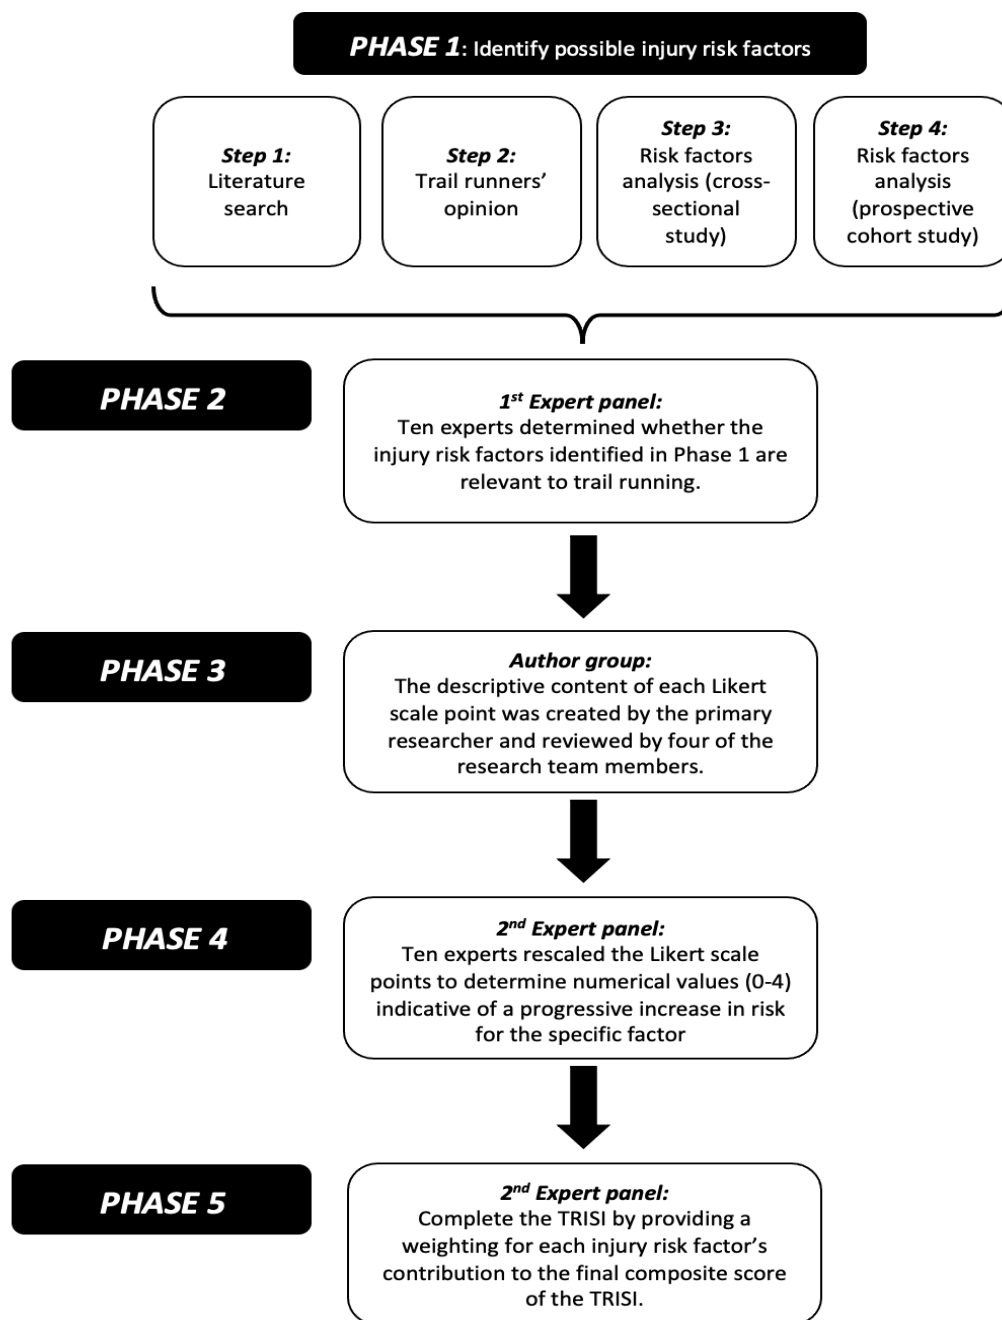 PHASE 1: Identify possible injury risk factors
Step 1:
Literature
search
Step 2:
Trail runners’
opinion
Step 3:
Risk factors
analysis (cross-
sectional
study)
Step 4:
Risk factors
analysis
(prospective
cohort study)
PHASE 2
1st Expert panel:
Ten experts determined whether the
injury risk factors identified in Phase 1 are
relevant to trail running.
PHASE 3
Author group:
The descriptive content of each Likert
scale point was created by the primary
researcher and reviewed by four of the
research team members.
PHASE 4
2nd Expert panel:
Ten experts rescaled the Likert scale
points to determine numerical values (0-4)
indicative of a progressive increase in risk
for the specific factor
PHASE 5
2nd Expert panel:
Complete the TRISI by providing a
weighting for each injury risk factor’s
contribution to the final composite score
of the TRISI.